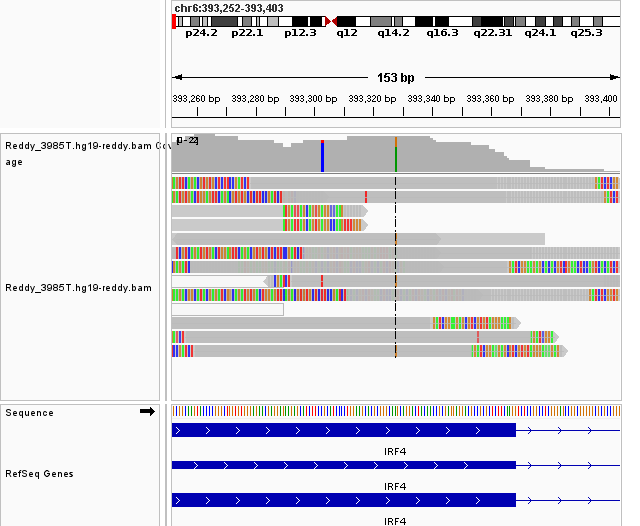 chr6:393,252-393,403
p24.2 p22.1 p12.3 q12 q14.2 q16.3 q22.31 q24.1 q25.3
153 bp
393,260 bp 393,280 bp 393,300 bp 393,320 bp 393,340 bp 393,360 bp 393,380 bp 393,400
[0 - 22]
Reddy_3985T.hg19-reddy.bam Cov
age
Reddy_3985T.hg19-reddy.bam
Sequence
IRF4
RefSeq Genes
IRF4
IRF4